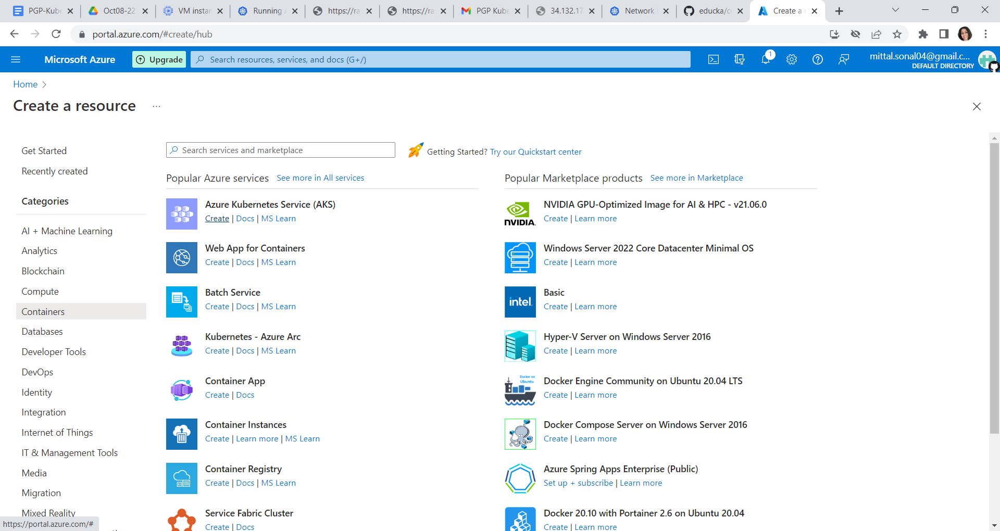 PGP-Kube
Oct08-22
VM instan
Running A
https://ra
https://ra
PGP Kube
34.132.17
Network
educka/c
Create a r
portal.azure.com/#create/hub
Microsoft Azure
Upgrade
Search resources, services, and docs (G+/)
1
mittal.sonal04@gmail.c...
DEFAULT DIRECTORY
Home
Create a resource
...
Get Started
Recently created
Categories
AI + Machine Learning
Analytics
Blockchain
Compute
Containers
Databases
Developer Tools
DevOps
Identity
Integration
Internet of Things
IT & Management Tools
Media
Migration
Mixed Reality
https://portal.azure.com/#
Search services and marketplace
Getting Started? Try our Quickstart center
Popular Azure services See more in All services
Azure Kubernetes Service (AKS)
Create | Docs | MS Learn
Web App for Containers
Create | Docs | MS Learn
Batch Service
Create | Docs | MS Learn
Kubernetes - Azure Arc
Create | Docs | MS Learn
Container App
Create | Docs
Container Instances
Create | Learn more | MS Learn
Container Registry
Create | Docs | MS Learn
Service Fabric Cluster
Create | Docs
Popular Marketplace products See more in Marketplace
NVIDIA.
NVIDIA GPU-Optimized Image for AI & HPC - v21.06.0
Create | Learn more
Windows Server 2022 Core Datacenter Minimal OS
Create | Learn more
intel.
Basic
Create | Learn more
Hyper-V Server on Windows Server 2016
Create | Learn more
Docker on
Ubuntu
Docker Engine Community on Ubuntu 20.04 LTS
Create | Learn more
Docker Compose Server on Windows Server 2016
Create | Learn more
Azure Spring Apps Enterprise (Public)
Set up + subscribe | Learn more
Docker 20.10 with Portainer 2.6 on Ubuntu 20.04
Create | Learn more